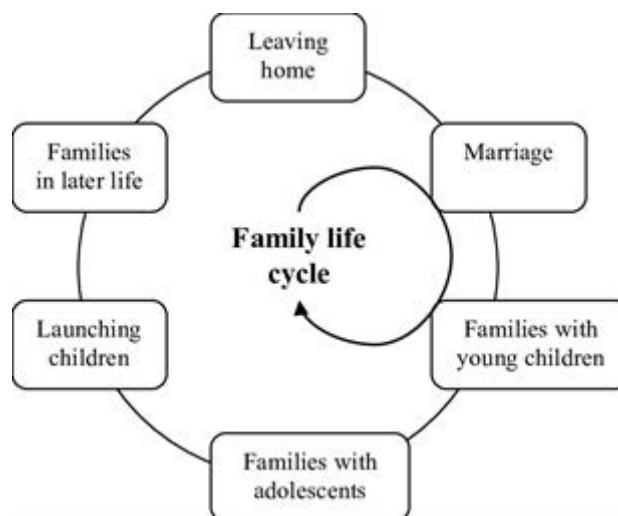 Leaving
home
Marriage
Families with
young children
Families with
adolescents
Launching
children
Families
in later life
Family life
cycle